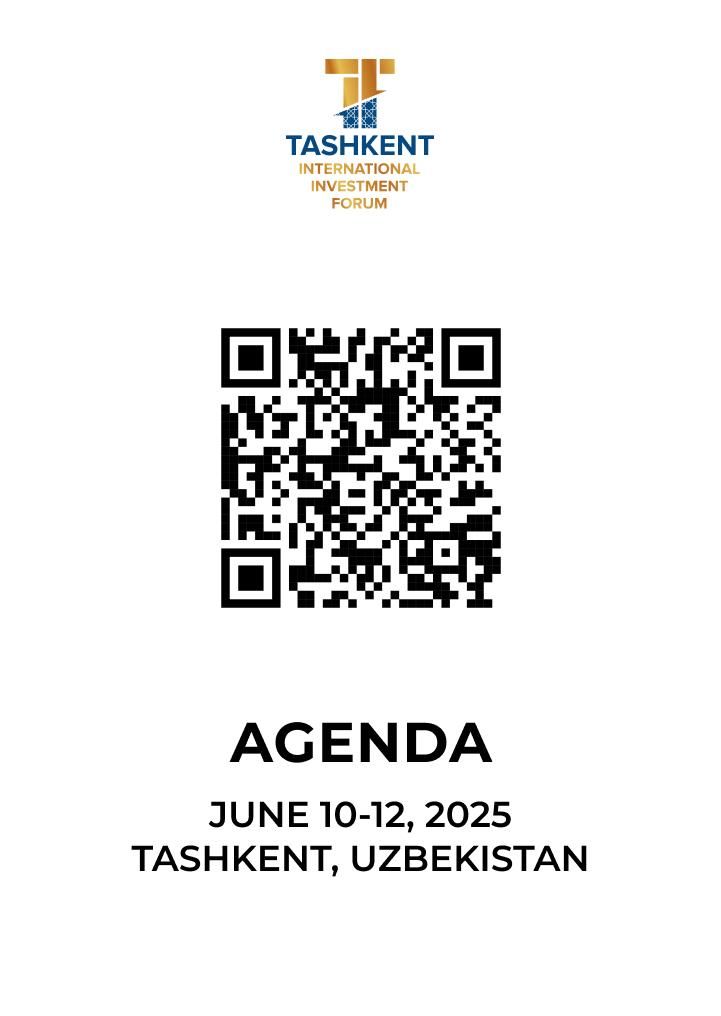 TASHKENT
INTERNATIONAL
INVESTMENT
FORUM
AGENDA
JUNE 10-12, 2025
TASHKENT, UZBEKISTAN